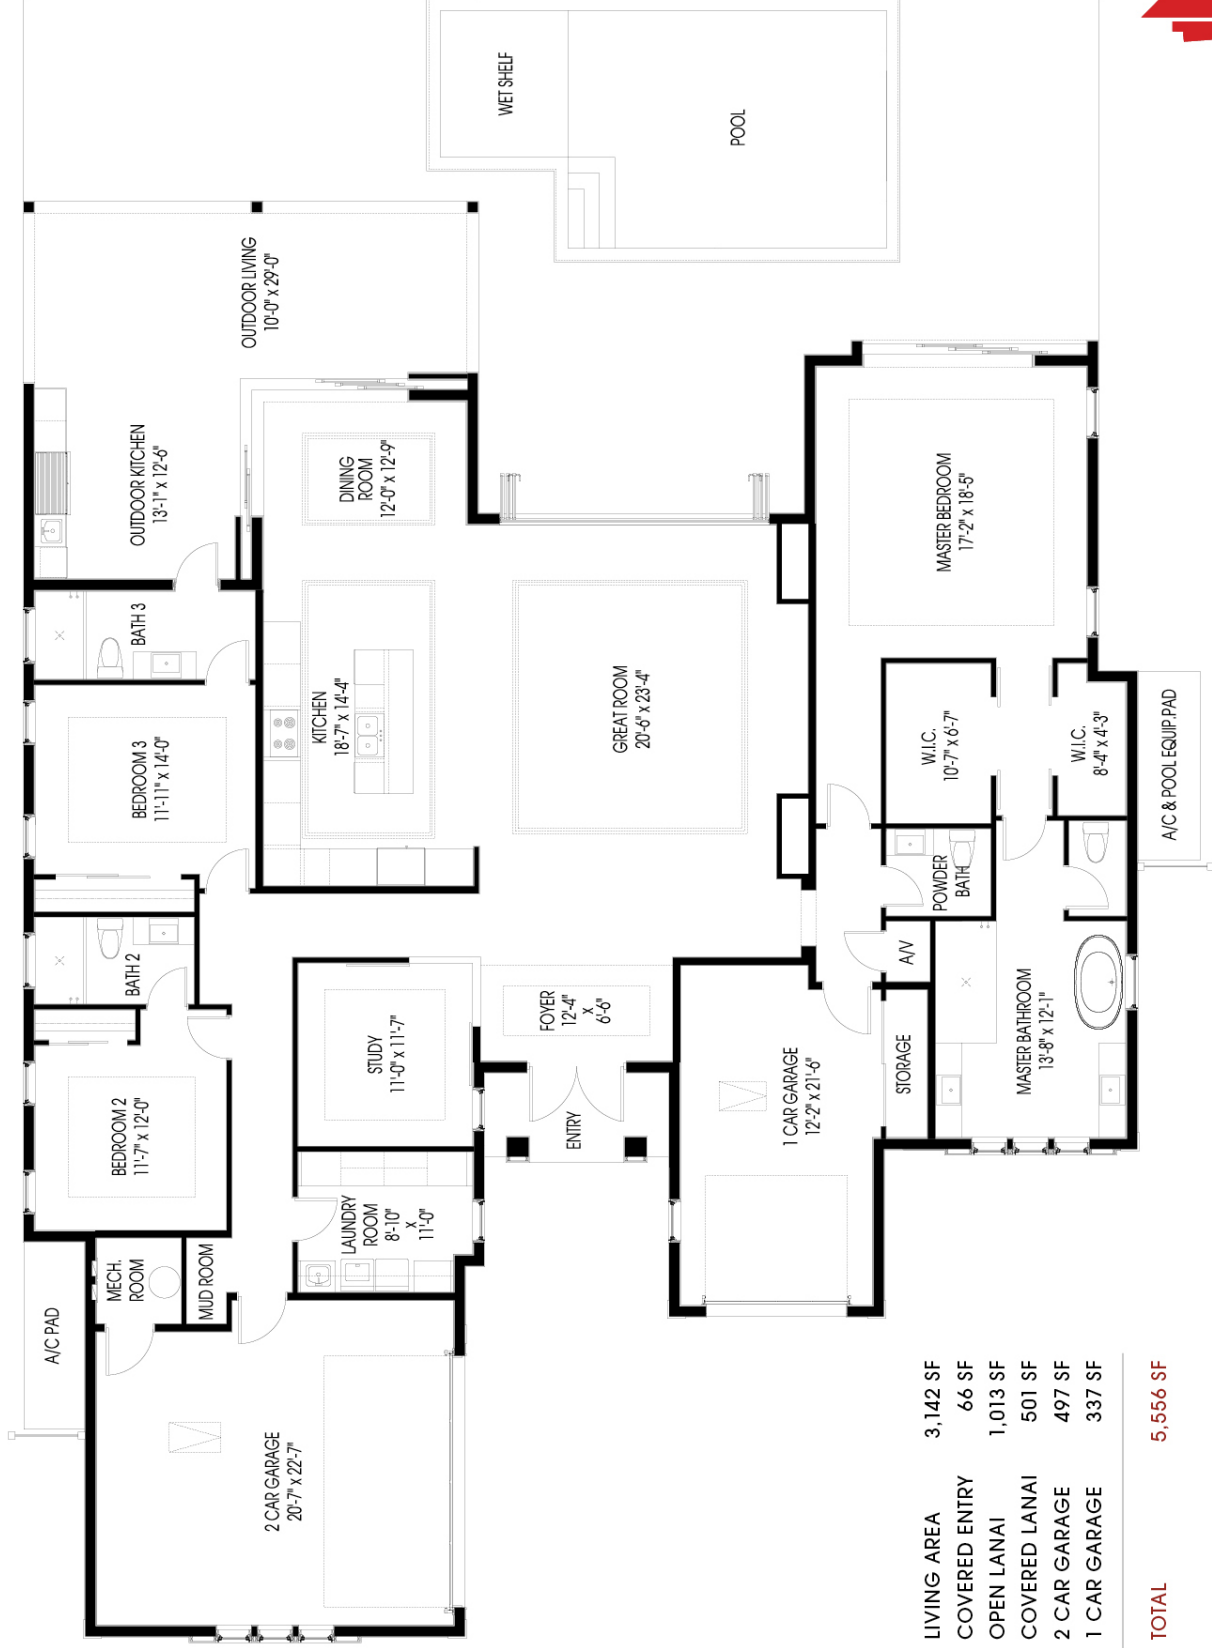 WET SHELF
POOL
OUTDOOR LIVING
10'-0" x 29'-0"
OUTDOOR KITCHEN
13'-1" x 12'-6"
DINING
ROOM
12'-0" x 12'-9"
MASTER BEDROOM
17'-2" x 18'-5"
BATH 3
KITCHEN
18'-7" x 14'-4"
GREAT ROOM
20'-6" x 23'-4"
BEDROOM 3
11'-11" x 14'-0"
W.I.C.
10'-7" x 6'-7"
W.I.C.
8'-4" x 4'-3"
A/C & POOL EQUIP.PAD
POWDER
BATH
A/V
BATH 2
STUDY
11'-0" x 11'-7"
FOYER
12'-4"
x
6'-6"
1 CAR GARAGE
12'-2" x 21'-6"
STORAGE
MASTER BATHROOM
13'-8" x 12'-1"
BEDROOM 2
11'-7" x 12'-0"
ENTRY
LAUNDRY
ROOM
8'-10"
x
11'-0"
MECH.
ROOM
MUD ROOM
A/C PAD
2 CAR GARAGE
20'-7" x 22'-7"
LIVING AREA 3,142 SF
COVERED ENTRY 66 SF
OPEN LANAI 1,013 SF
COVERED LANAI 501 SF
2 CAR GARAGE 497 SF
1 CAR GARAGE 337 SF
TOTAL 5,556 SF